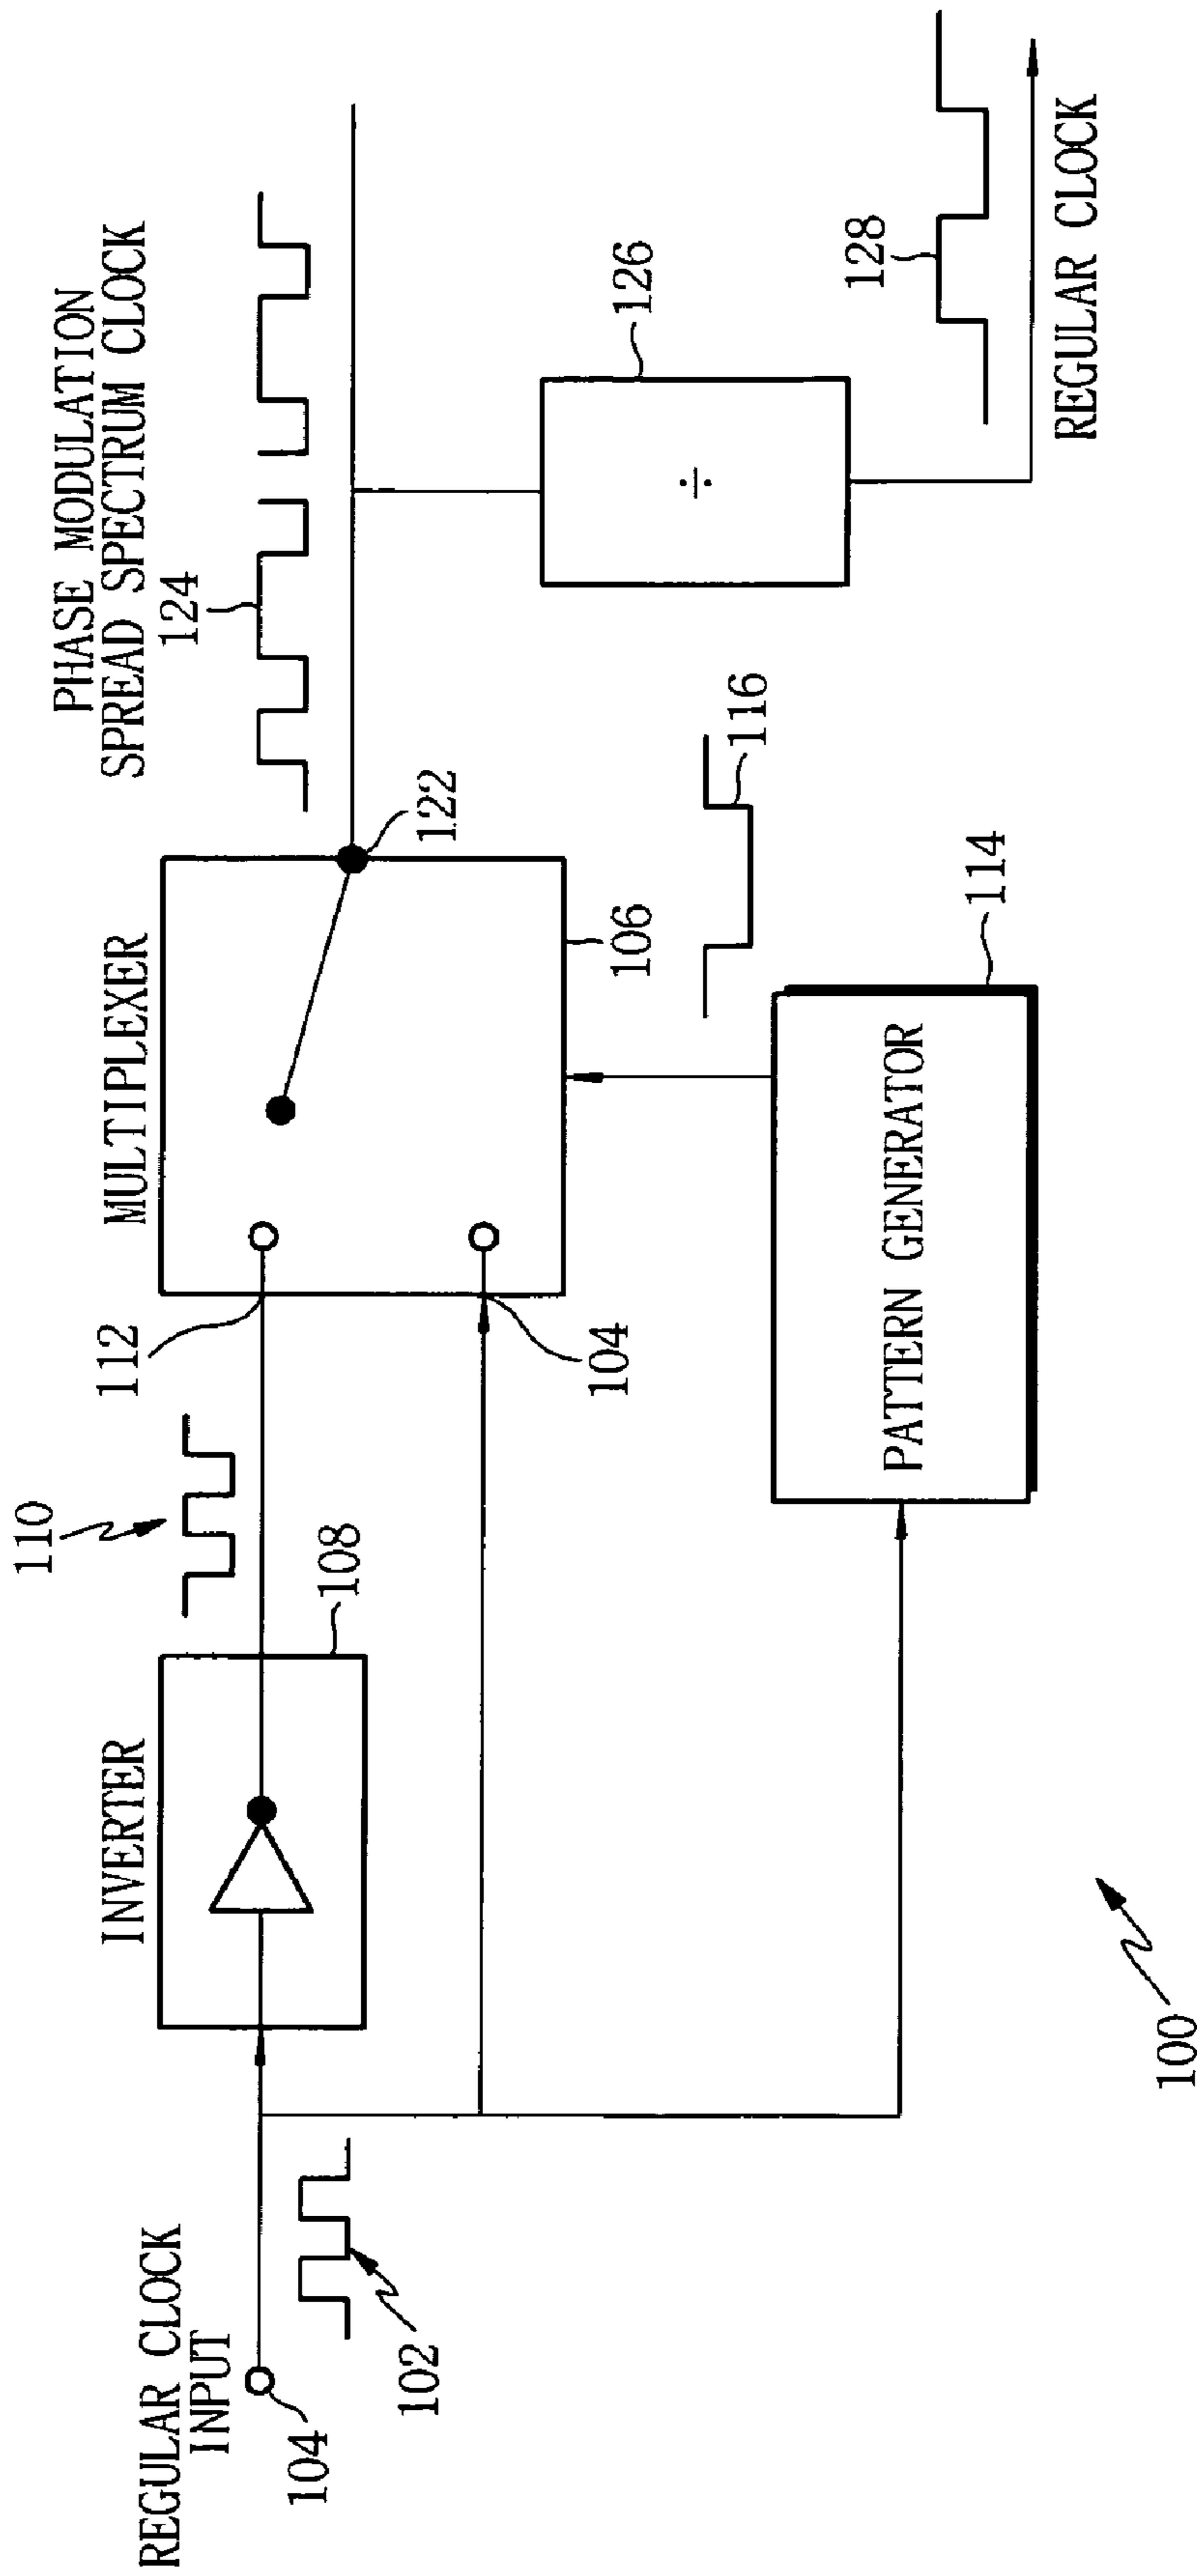 REGULAR CLOCK
INPUT
104
102
INVERTER
108
110
112
104
MULTIPLEXER
106
122
PATTERN GENERATOR
114
116
PHASE MODULATION
SPREAD SPECTRUM CLOCK
124
÷
126
128
REGULAR CLOCK
100